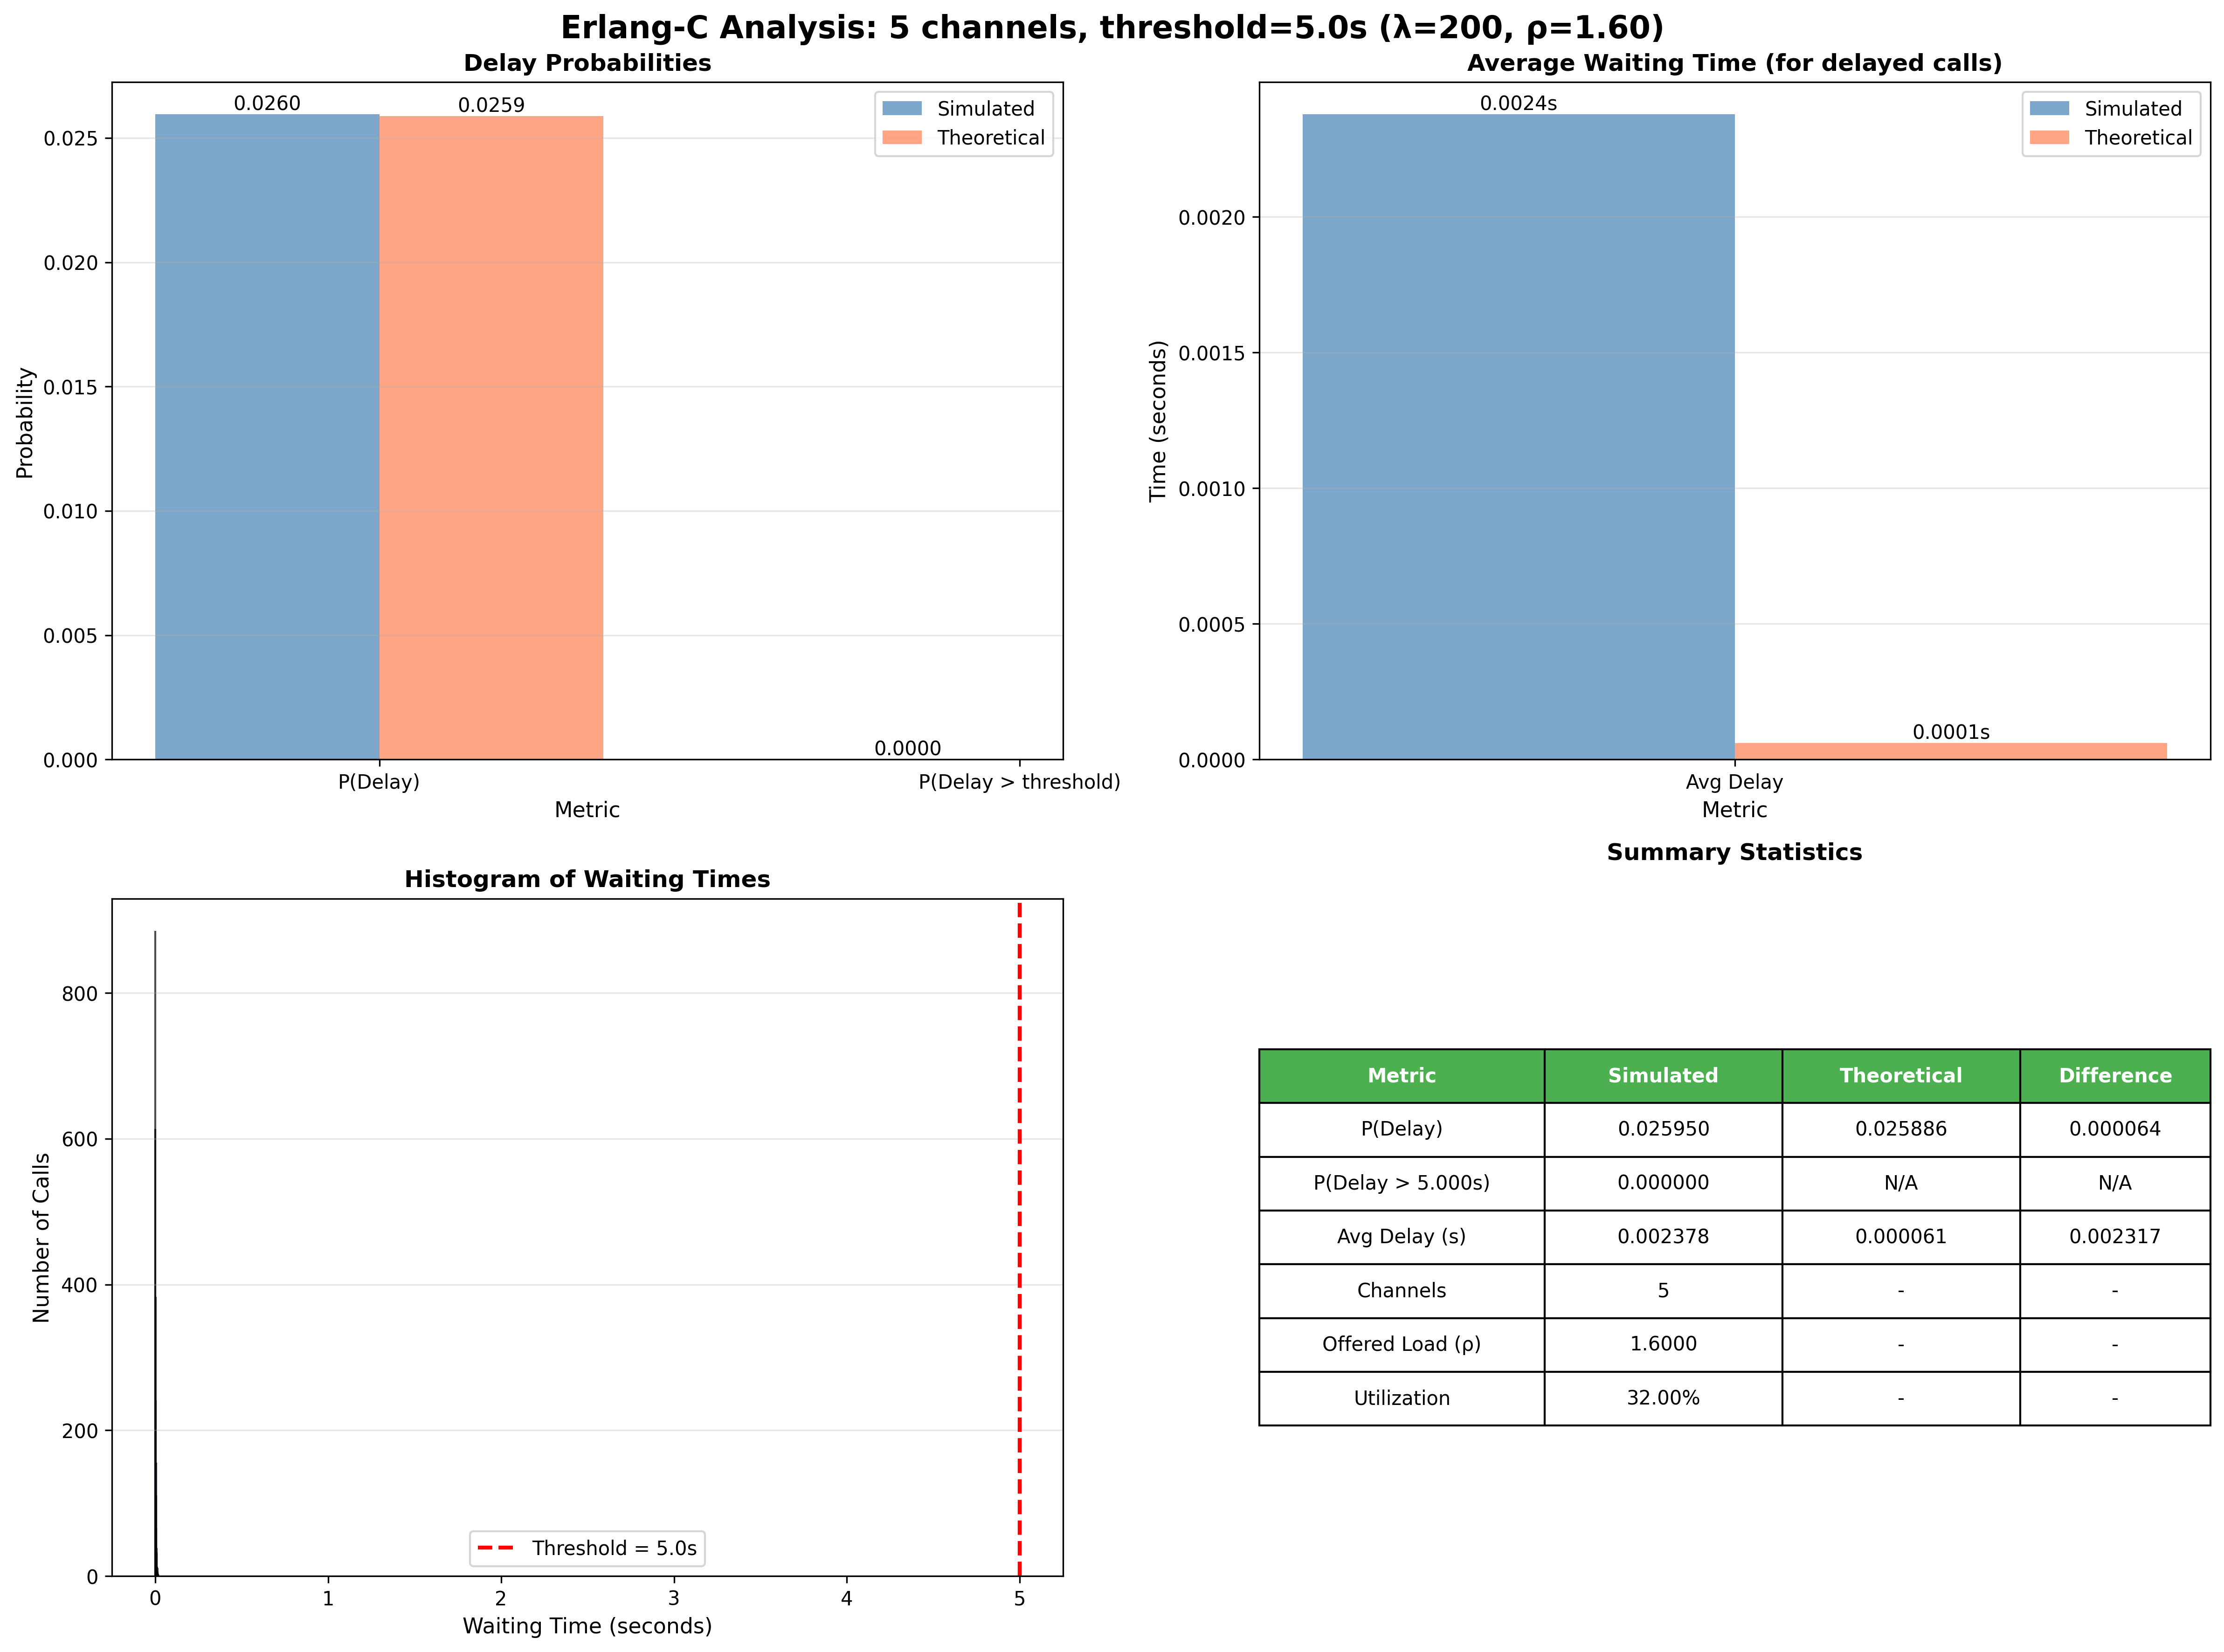 Erlang-C Analysis: 5 channels, threshold=5.0s (λ=200, ρ=1.60)
Delay Probabilities
0.0260
0.0259
0.0000
Simulated
Theoretical
Probability
0.025
0.020
0.015
0.010
0.005
0.000
P(Delay)
P(Delay > threshold)
Metric
Average Waiting Time (for delayed calls)
0.0024s
0.0001s
Simulated
Theoretical
Time (seconds)
0.0020
0.0015
0.0010
0.0005
0.0000
Avg Delay
Metric
Histogram of Waiting Times
Number of Calls
800
600
400
200
0
Threshold = 5.0s
0 1 2 3 4 5
Waiting Time (seconds)
Summary Statistics
Metric Simulated Theoretical Difference
P(Delay) 0.025950 0.025886 0.000064
P(Delay > 5.000s) 0.000000 N/A N/A
Avg Delay (s) 0.002378 0.000061 0.002317
Channels 5 - -
Offered Load (ρ) 1.6000 - -
Utilization 32.00% - -